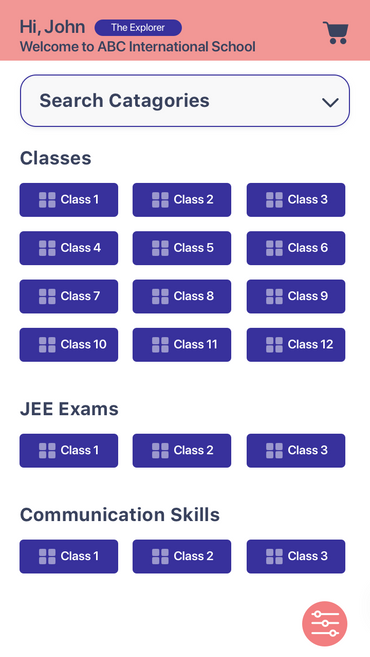 Hi, John The Explorer
Welcome to ABC International School
Search Catagories
Classes
Class 1 Class 2 Class 3
Class 4 Class 5 Class 6
Class 7 Class 8 Class 9
Class 10 Class 11 Class 12
JEE Exams
Class 1 Class 2 Class 3
Communication Skills
Class 1 Class 2 Class 3